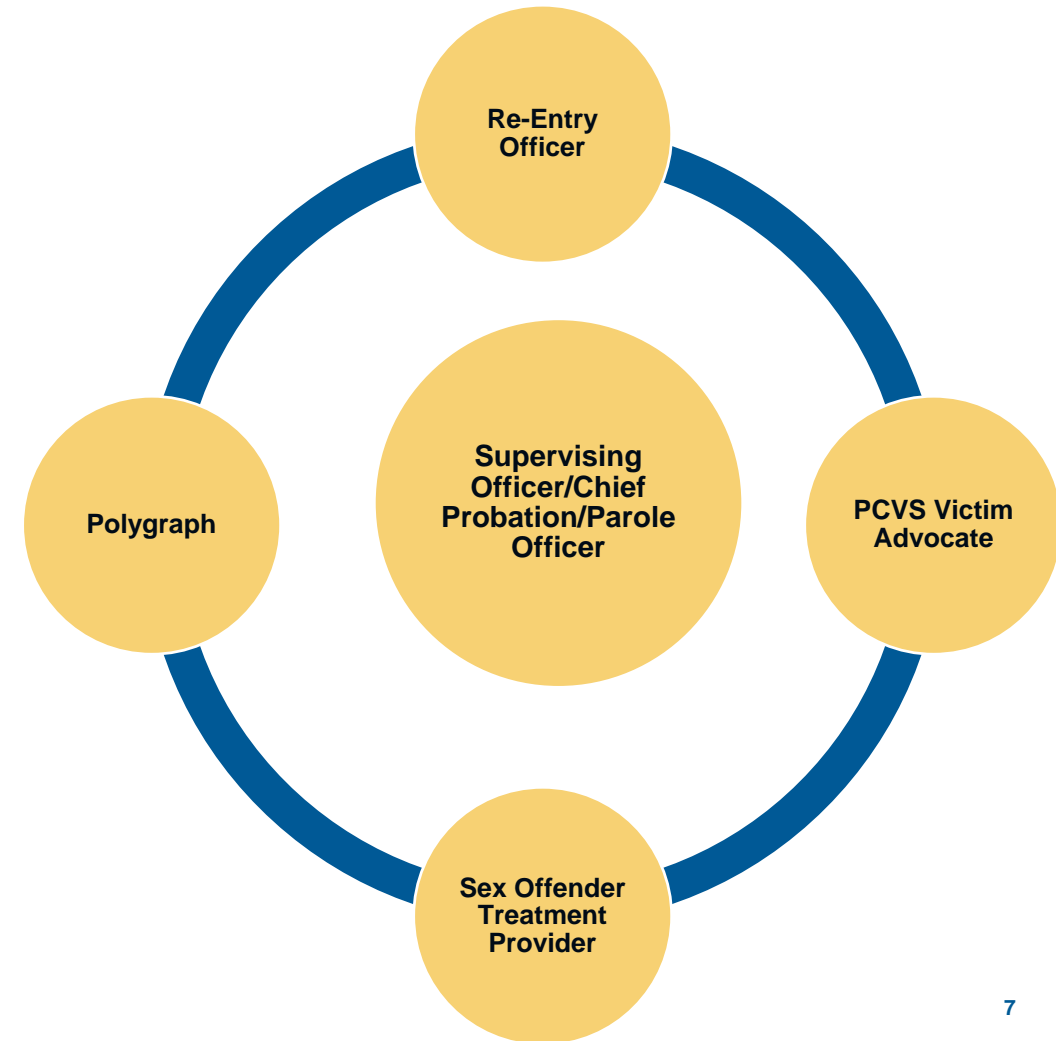 Re-Entry
Officer
Supervising
Officer/Chief
Probation/Parole
Officer
Polygraph
PCVS Victim
Advocate
Sex Offender
Treatment
Provider
7